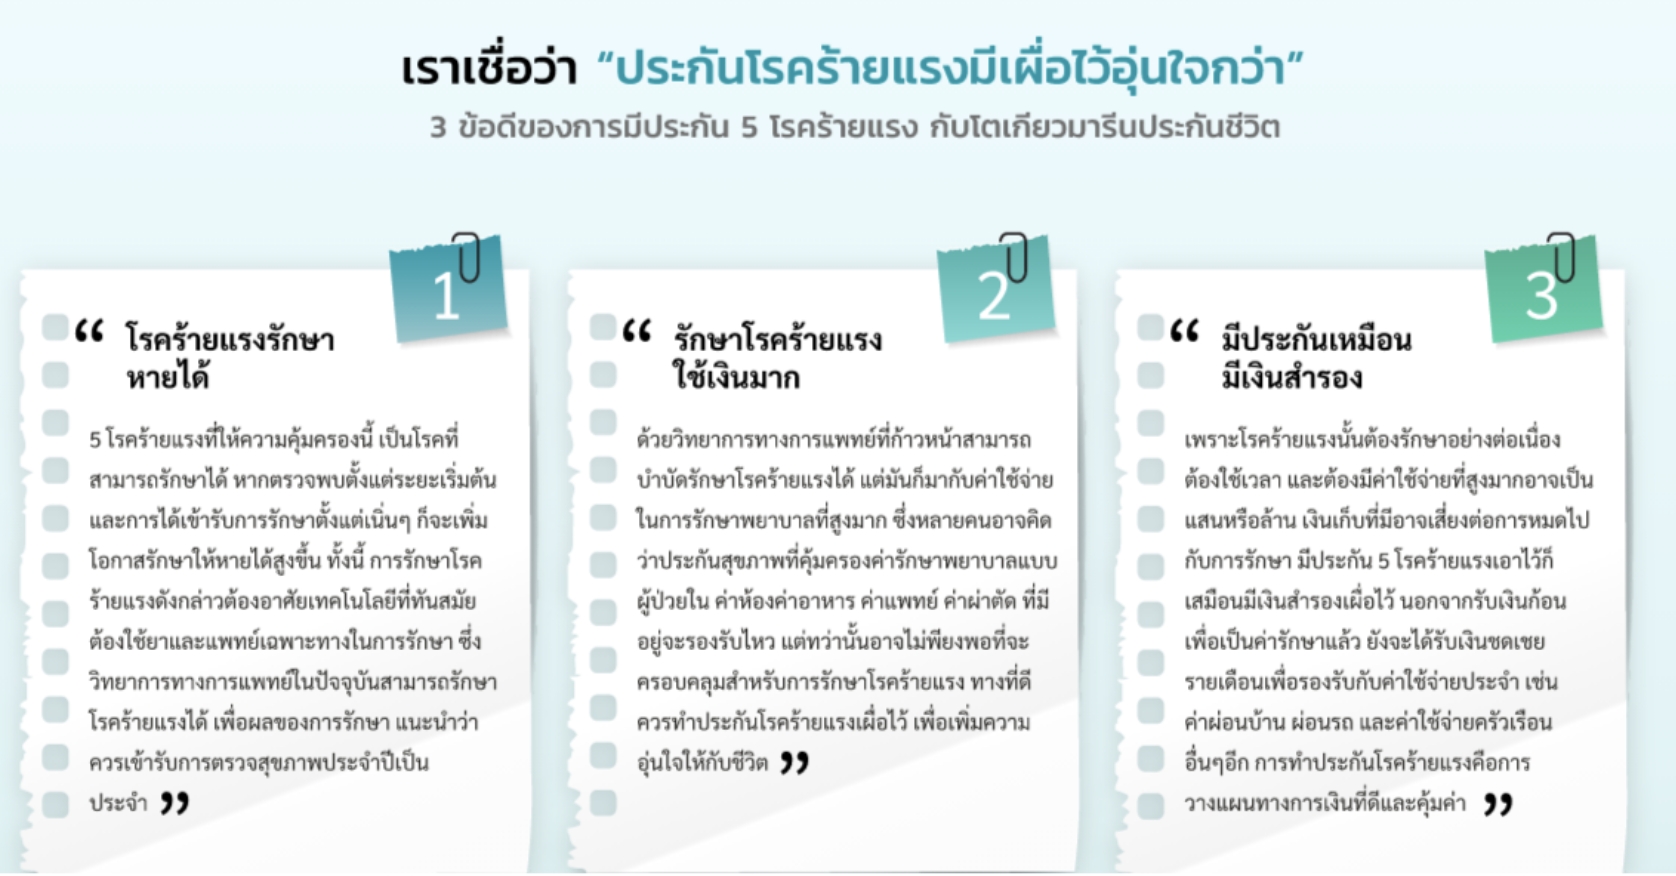 เราเชื่อว่า “ประกันโรคร้ายแรงมีเผื่อไว้อุ่นใจกว่า”
3 ข้อดีของการมีประกัน 5 โรคร้ายแรง กับโตเกียวมารีนประกันชีวิต
1
“ โรคร้ายแรงรักษา
หายได้
5 โรคร้ายแรงที่ให้ความคุ้มครองนี้ เป็นโรคที่
สามารถรักษาได้ หากตรวจพบตั้งแต่ระยะเริ่มต้น
และการได้เข้ารับการรักษาตั้งแต่เนิ่นๆ ก็จะเพิ่ม
โอกาสรักษาให้หายได้สูงขึ้น ทั้งนี้ การรักษาโรค
ร้ายแรงดังกล่าวต้องอาศัยเทคโนโลยีที่ทันสมัย
ต้องใช้ยาและแพทย์เฉพาะทางในการรักษา ซึ่ง
วิทยาการทางการแพทย์ในปัจจุบันสามารถรักษา
โรคร้ายแรงได้ เพื่อผลของการรักษา แนะนำว่า
ควรเข้ารับการตรวจสุขภาพประจำปีเป็น
ประจำ ”
2
“ รักษาโรคร้ายแรง
ใช้เงินมาก
ด้วยวิทยาการทางการแพทย์ที่ก้าวหน้าสามารถ
บำบัดรักษาโรคร้ายแรงได้ แต่มันก็มากับค่าใช้จ่าย
ในการรักษาพยาบาลที่สูงมาก ซึ่งหลายคนอาจคิด
ว่าประกันสุขภาพที่คุ้มครองค่ารักษาพยาบาลแบบ
ผู้ป่วยใน ค่าห้องค่าอาหาร ค่าแพทย์ ค่าผ่าตัด ที่มี
อยู่จะรองรับไหว แต่ทว่านั้นอาจไม่พียงพอที่จะ
ครอบคลุมสำหรับการรักษาโรคร้ายแรง ทางที่ดี
ควรทำประกันโรคร้ายแรงเผื่อไว้ เพื่อเพิ่มความ
อุ่นใจให้กับชีวิต ”
3
“ มีประกันเหมือน
มีเงินสำรอง
เพราะโรคร้ายแรงนั้นต้องรักษาอย่างต่อเนื่อง
ต้องใช้เวลา และต้องมีค่าใช้จ่ายที่สูงมากอาจเป็น
แสนหรือล้าน เงินเก็บที่มีอาจเสี่ยงต่อการหมดไป
กับการรักษา มีประกัน 5 โรคร้ายแรงเอาไว้ก็
เสมือนมีเงินสำรองเผื่อไว้ นอกจากรับเงินก้อน
เพื่อเป็นค่ารักษาแล้ว ยังจะได้รับเงินชดเชย
รายเดือนเพื่อรองรับกับค่าใช้จ่ายประจำ เช่น
ค่าผ่อนบ้าน ผ่อนรถ และค่าใช้จ่ายครัวเรือน
อื่นๆอีก การทำประกันโรคร้ายแรงคือการ
วางแผนทางการเงินที่ดีและคุ้มค่า ”